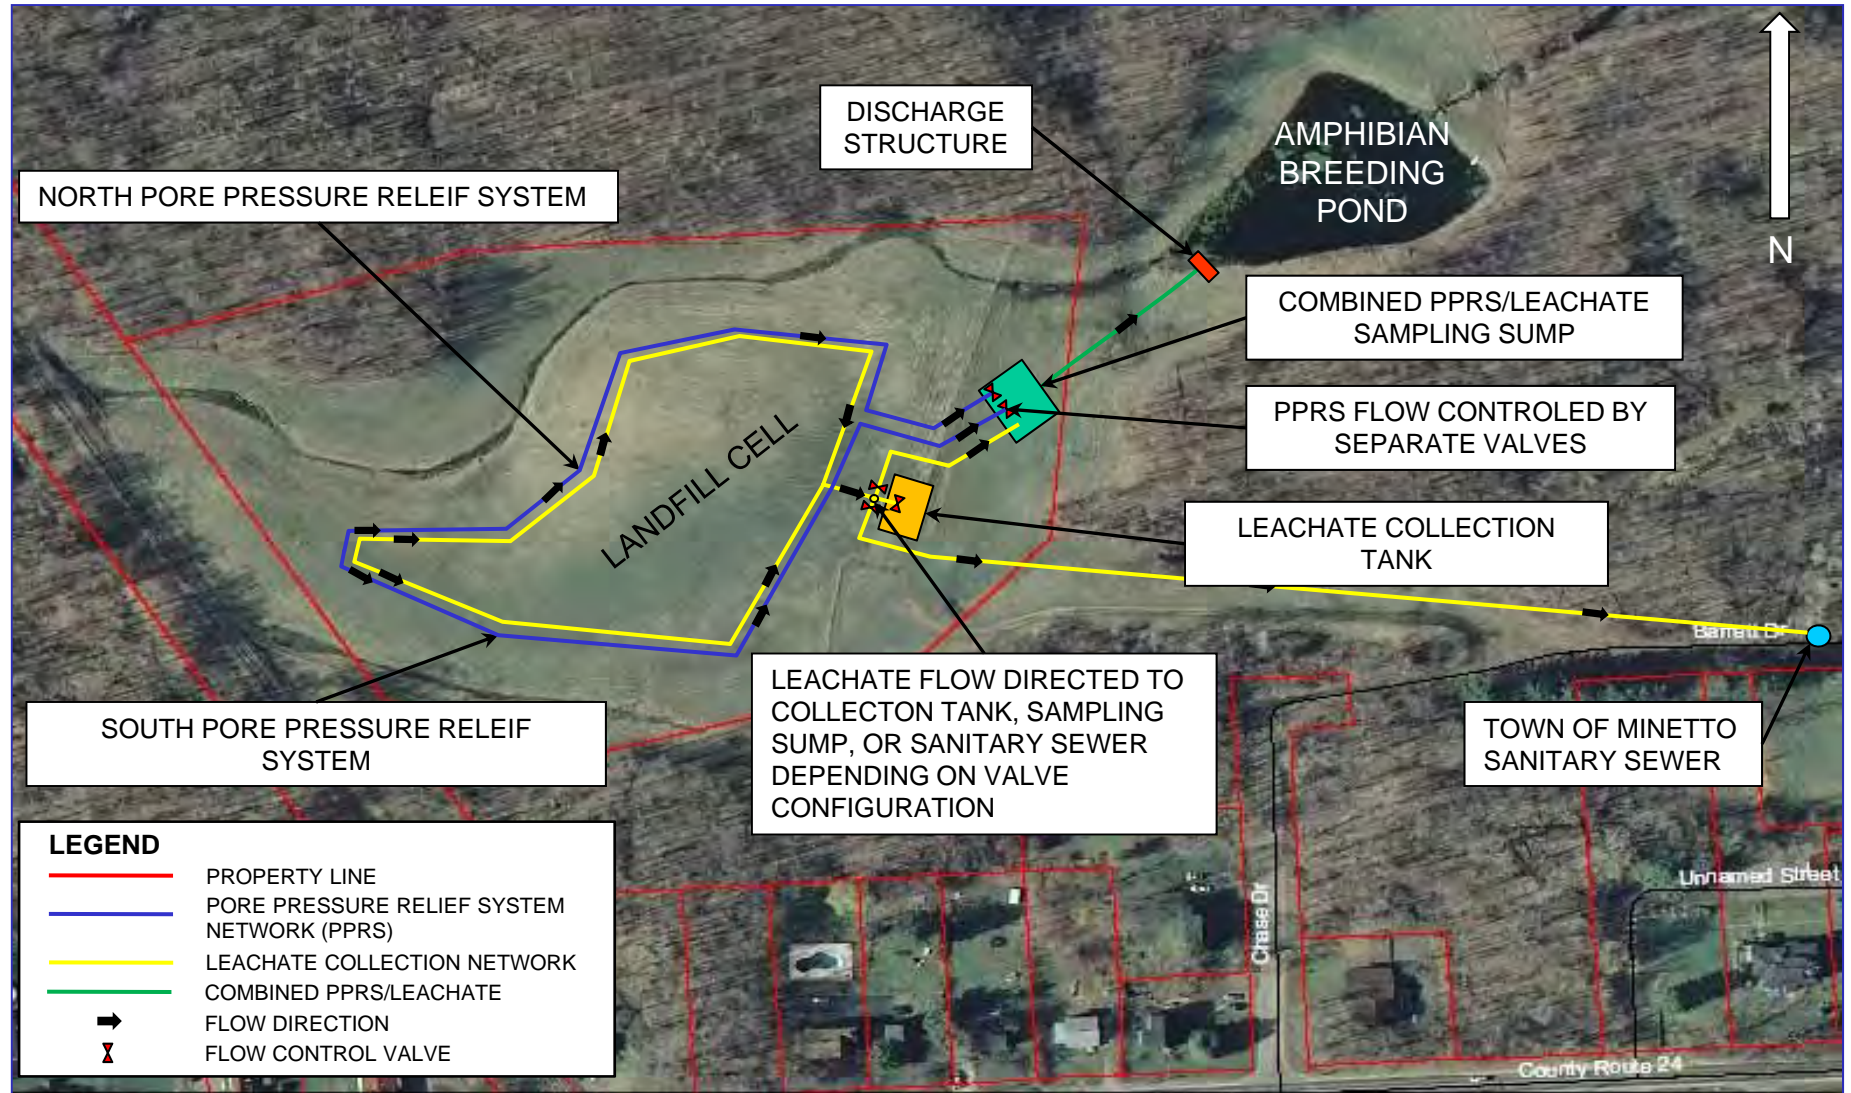 DISCHARGE
STRUCTURE
AMPHIBIAN
BREEDING
POND
N
NORTH PORE PRESSURE RELEIF SYSTEM
COMBINED PPRS/LEACHATE
SAMPLING SUMP
PPRS FLOW CONTROLED BY
SEPARATE VALVES
LANDFILL CELL
LEACHATE COLLECTION
TANK
Barrett Dr
LEACHATE FLOW DIRECTED TO
COLLECTON TANK, SAMPLING
SUMP, OR SANITARY SEWER
DEPENDING ON VALVE
CONFIGURATION
SOUTH PORE PRESSURE RELEIF
SYSTEM
TOWN OF MINETTO
SANITARY SEWER
LEGEND
PROPERTY LINE
PORE PRESSURE RELIEF SYSTEM
NETWORK (PPRS)
LEACHATE COLLECTION NETWORK
COMBINED PPRS/LEACHATE
FLOW DIRECTION
FLOW CONTROL VALVE
Chase Dr
Unnamed Street
County Route 24